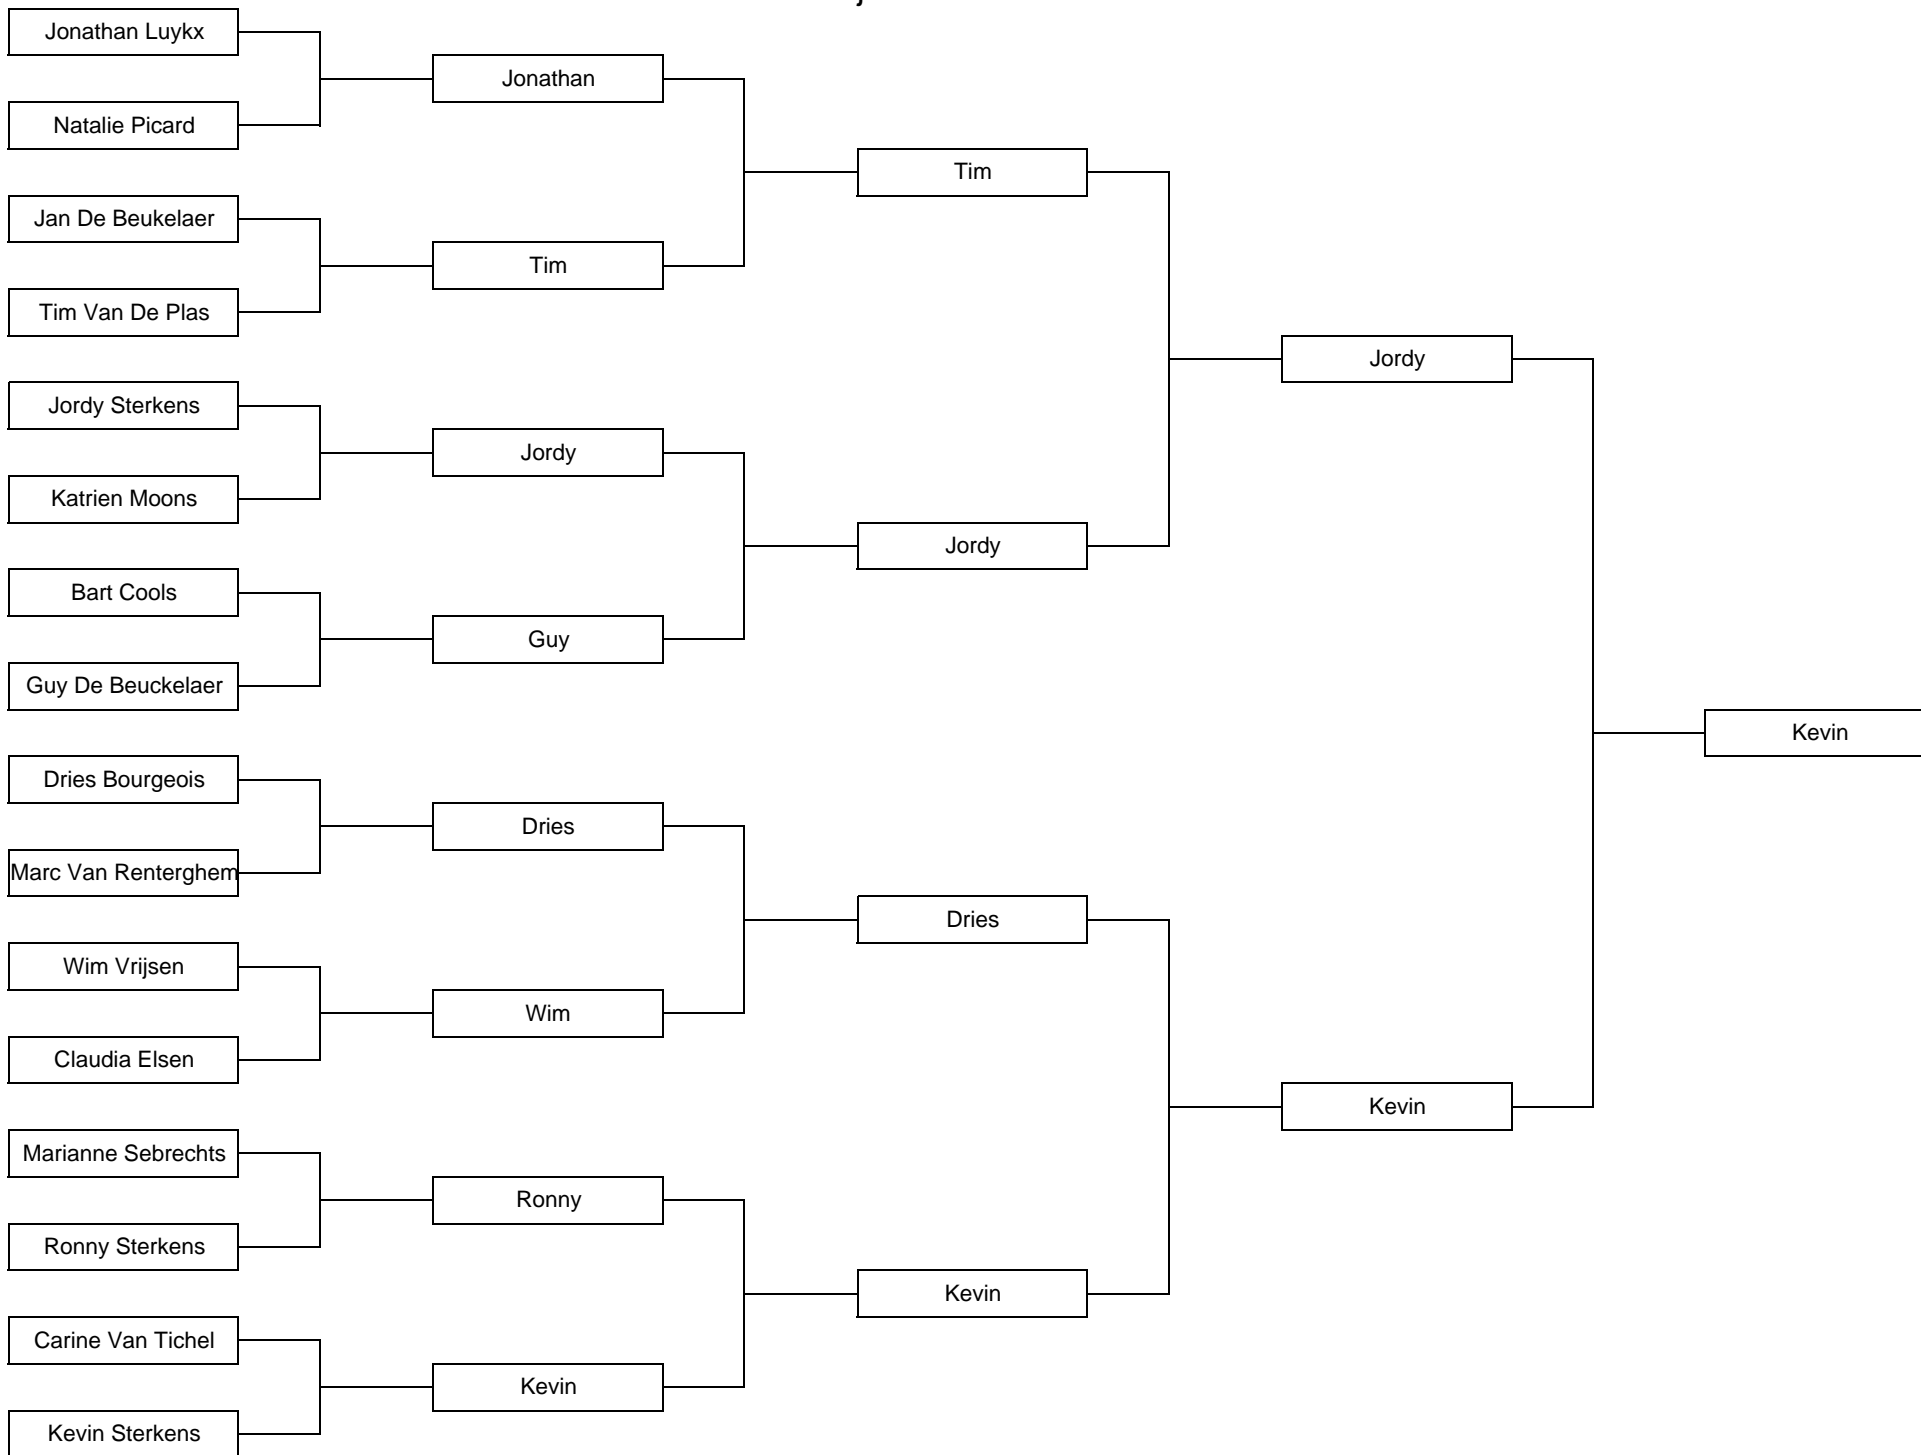 Jonathan Luykx
Jonathan
Natalie Picard
Tim
Jan De Beukelaer
Tim
Tim Van De Plas
Jordy
Jordy Sterkens
Jordy
Katrien Moons
Jordy
Bart Cools
Guy
Guy De Beuckelaer
Kevin
Dries Bourgeois
Dries
Marc Van Renterghem
Dries
Wim Vrijsen
Wim
Claudia Elsen
Kevin
Marianne Sebrechts
Ronny
Ronny Sterkens
Kevin
Carine Van Tichel
Kevin
Kevin Sterkens